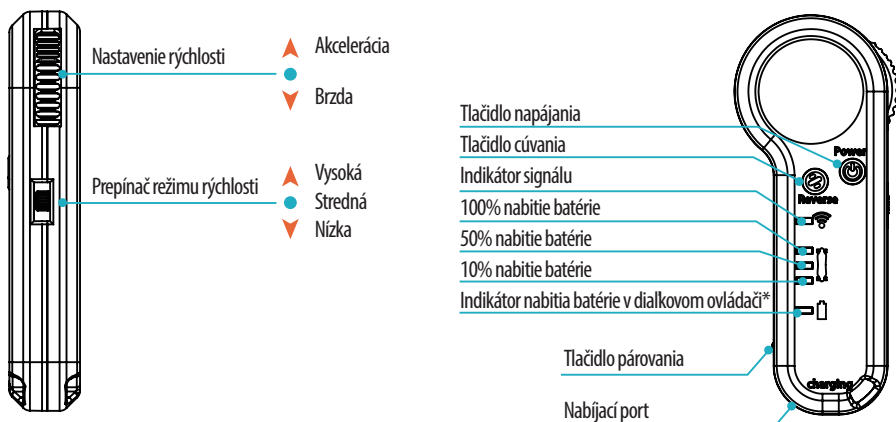 Nastavenie rýchlosti
Akcelerácia
Brzda
Prepínač režimu rýchlosti
Vysoká
Stredná
Nízka
Tlačidlo napájania
Tlačidlo cúvania
Indikátor signálu
100% nabitie batérie
50% nabitie batérie
10% nabitie batérie
Indikátor nabitia batérie v diaľkovom ovládači*
Tlačidlo párovania
Nabíjací port
Power
Reverse
charging